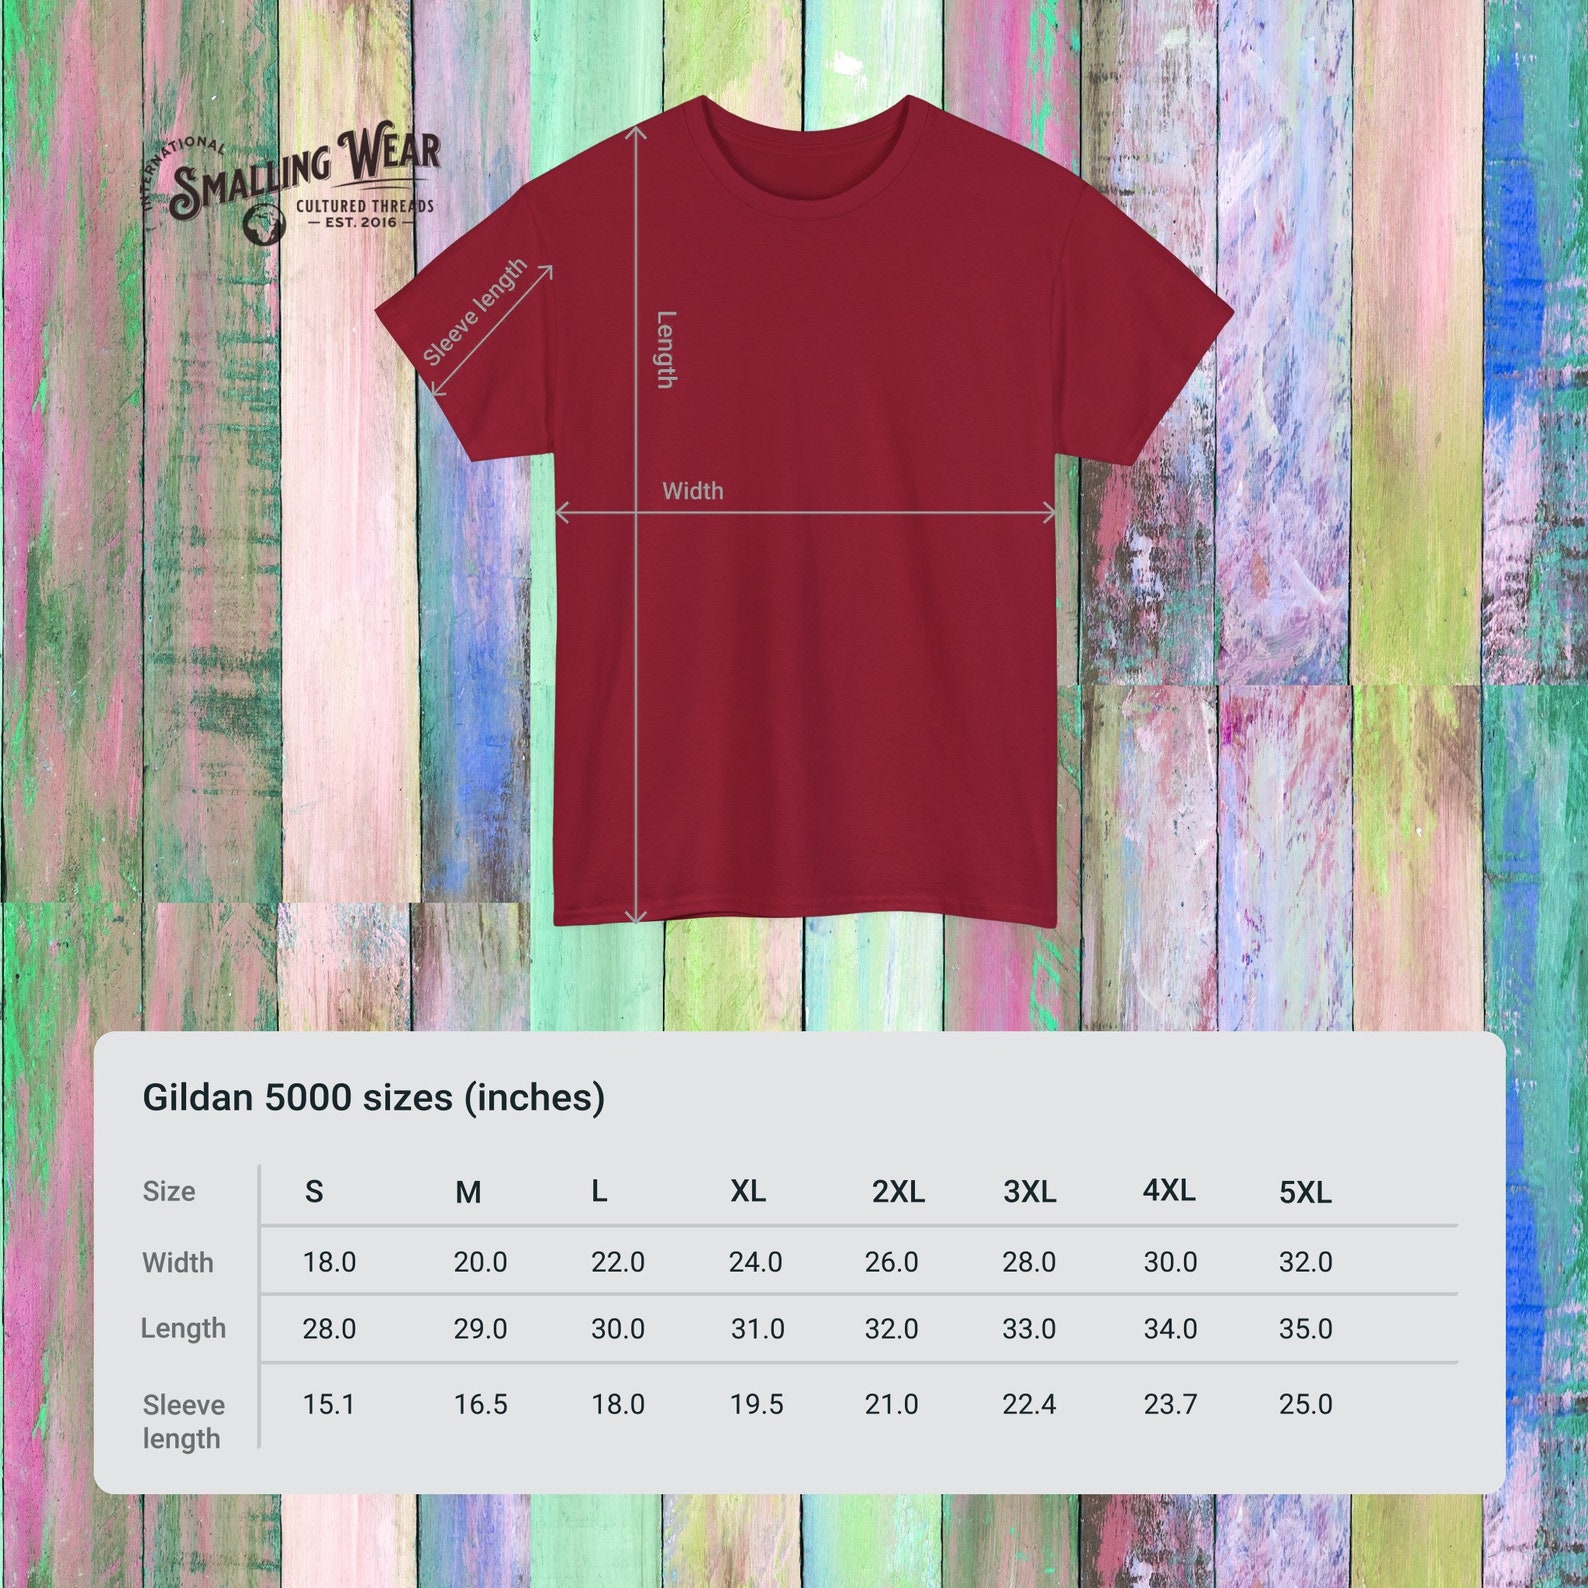 INTERNATIONAL
SMALLING WEAR
CULTURED THREADS
EST. 2016
Sleeve length
Length
Width
Gildan 5000 sizes (inches)
Size S M L XL 2XL 3XL 4XL 5XL
Width 18.0 20.0 22.0 24.0 26.0 28.0 30.0 32.0
Length 28.0 29.0 30.0 31.0 32.0 33.0 34.0 35.0
Sleeve length 15.1 16.5 18.0 19.5 21.0 22.4 23.7 25.0